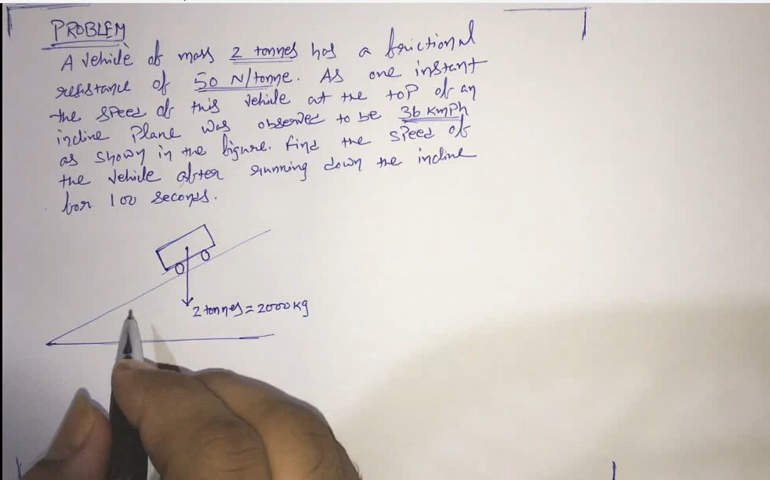 PROBLEM
A vehicle of mass 2 tonnes has a frictional
resistance of 50 N/tonne. As one instant
the speed of this vehicle at the top of an
incline plane was observed to be 36 kmph
as shown in the figure. Find the speed of
the vehicle after running down the incline
for 100 seconds.
2 tonnes = 2000 kg